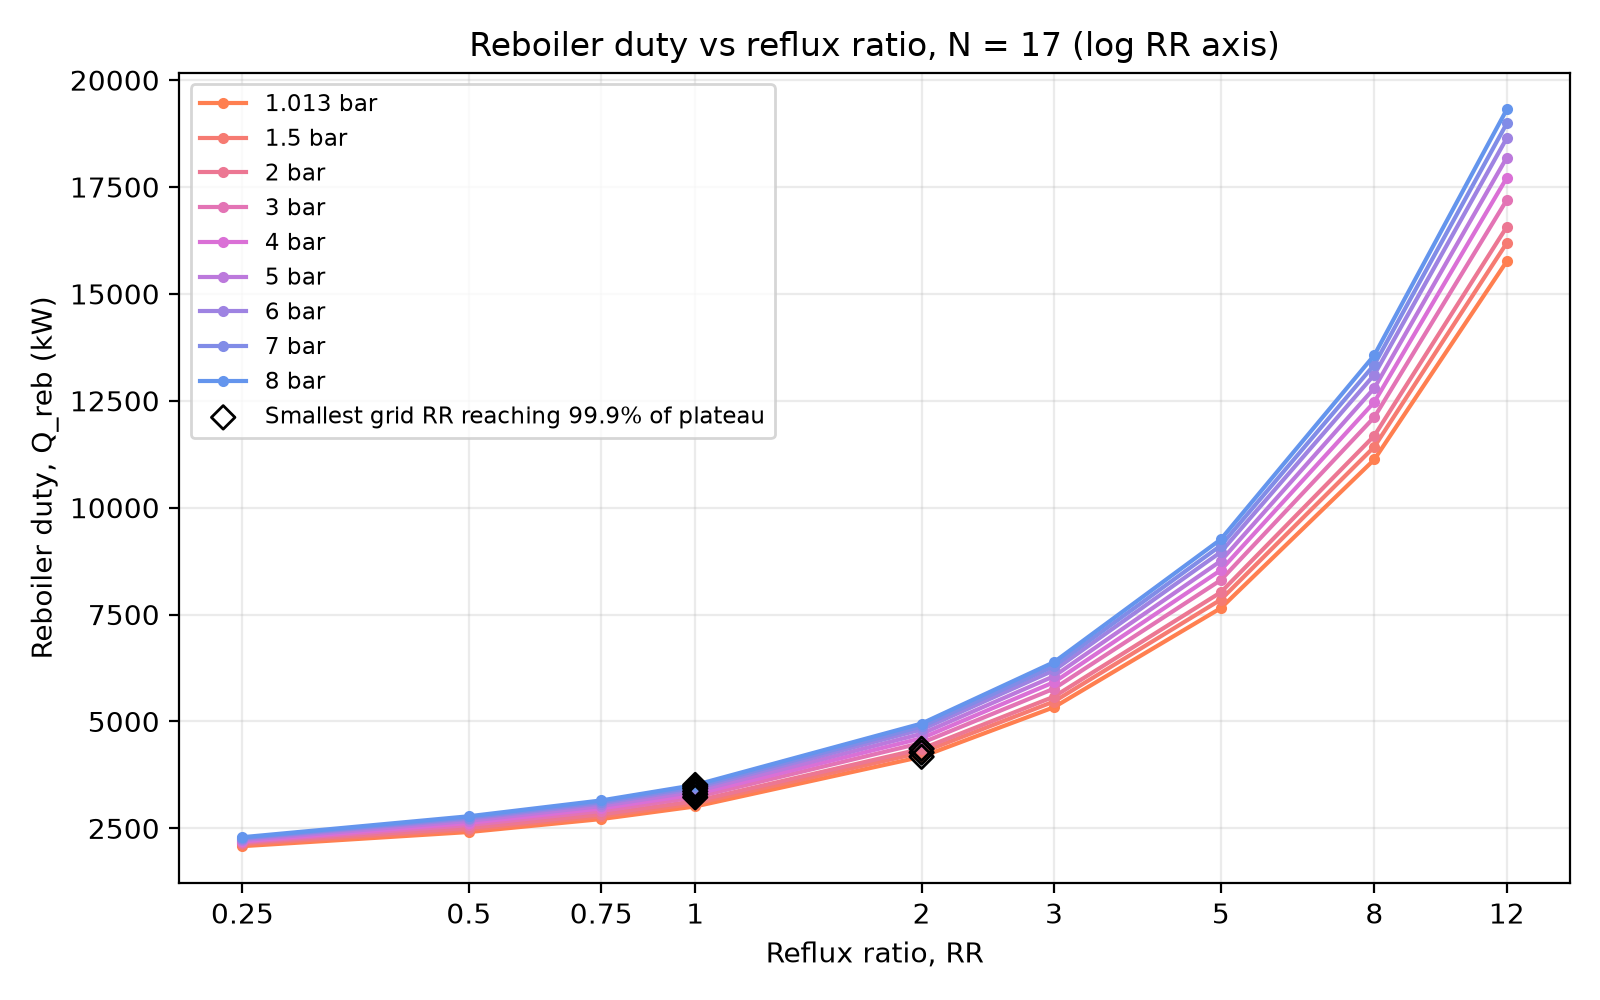 Reboiler duty vs reflux ratio, N = 17 (log RR axis)
Reboiler duty, Q_reb (kW)
20000
17500
15000
12500
10000
7500
5000
2500
1.013 bar
1.5 bar
2 bar
3 bar
4 bar
5 bar
6 bar
7 bar
8 bar
Smallest grid RR reaching 99.9% of plateau
0.25 0.5 0.75 1 2 3 5 8 12
Reflux ratio, RR